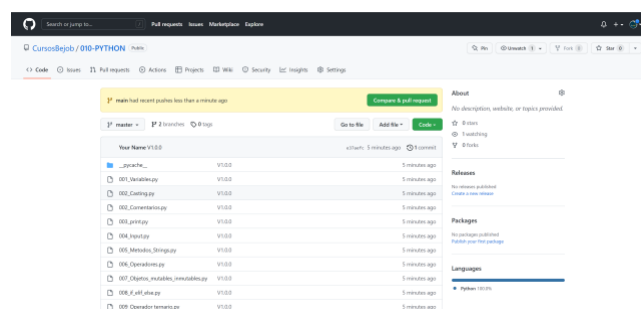 Search or jump to... / Pull requests Issues Marketplace Explore
CursosBejob / 010-PYTHON Public
Pin Unwatch 1 Fork 0 Star 0
Code Issues Pull requests Actions Projects Wiki Security Insights Settings
main had recent pushes less than a minute ago Compare & pull request
master 2 branches 0 tags Go to file Add file Code
Your Name V1.0.0 5 minutes ago 1 commit
__pycache__ V1.0.0 5 minutes ago
001_Variables.py V1.0.0 5 minutes ago
002_Casting.py V1.0.0 5 minutes ago
002_Comentarios.py V1.0.0 5 minutes ago
003_print.py V1.0.0 5 minutes ago
004_Input.py V1.0.0 5 minutes ago
005_Metodos_Strings.py V1.0.0 5 minutes ago
006_Operadores.py V1.0.0 5 minutes ago
007_Objetos_mutables_inmutables.py V1.0.0 5 minutes ago
008_if_elif_else.py V1.0.0 5 minutes ago
009_Operador ternario.py V1.0.0 5 minutes ago
About
No description, website, or topics provided.
0 stars
1 watching
0 forks
Releases
No releases published
Create a new release
Packages
No packages published
Publish your first package
Languages
Python 100.0%